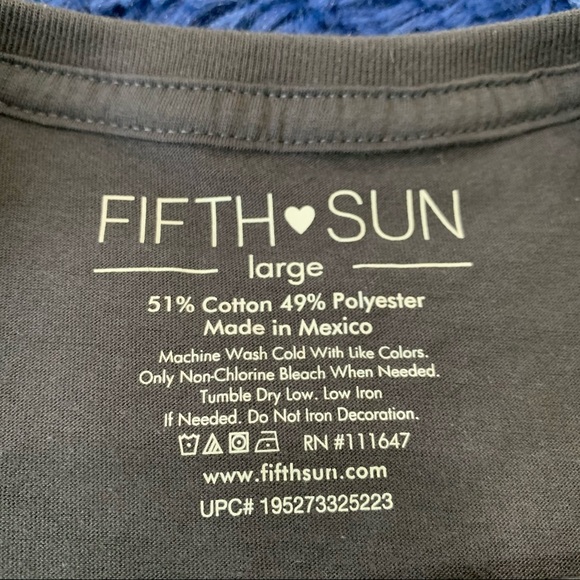 FIFTH SUN
large
51% Cotton 49% Polyester
Made in Mexico
Machine Wash Cold With Like Colors.
Only Non-Chlorine Bleach When Needed.
Tumble Dry Low. Low Iron
If Needed. Do Not Iron Decoration.
RN #111647
www.fifthsun.com
UPC# 195273325223